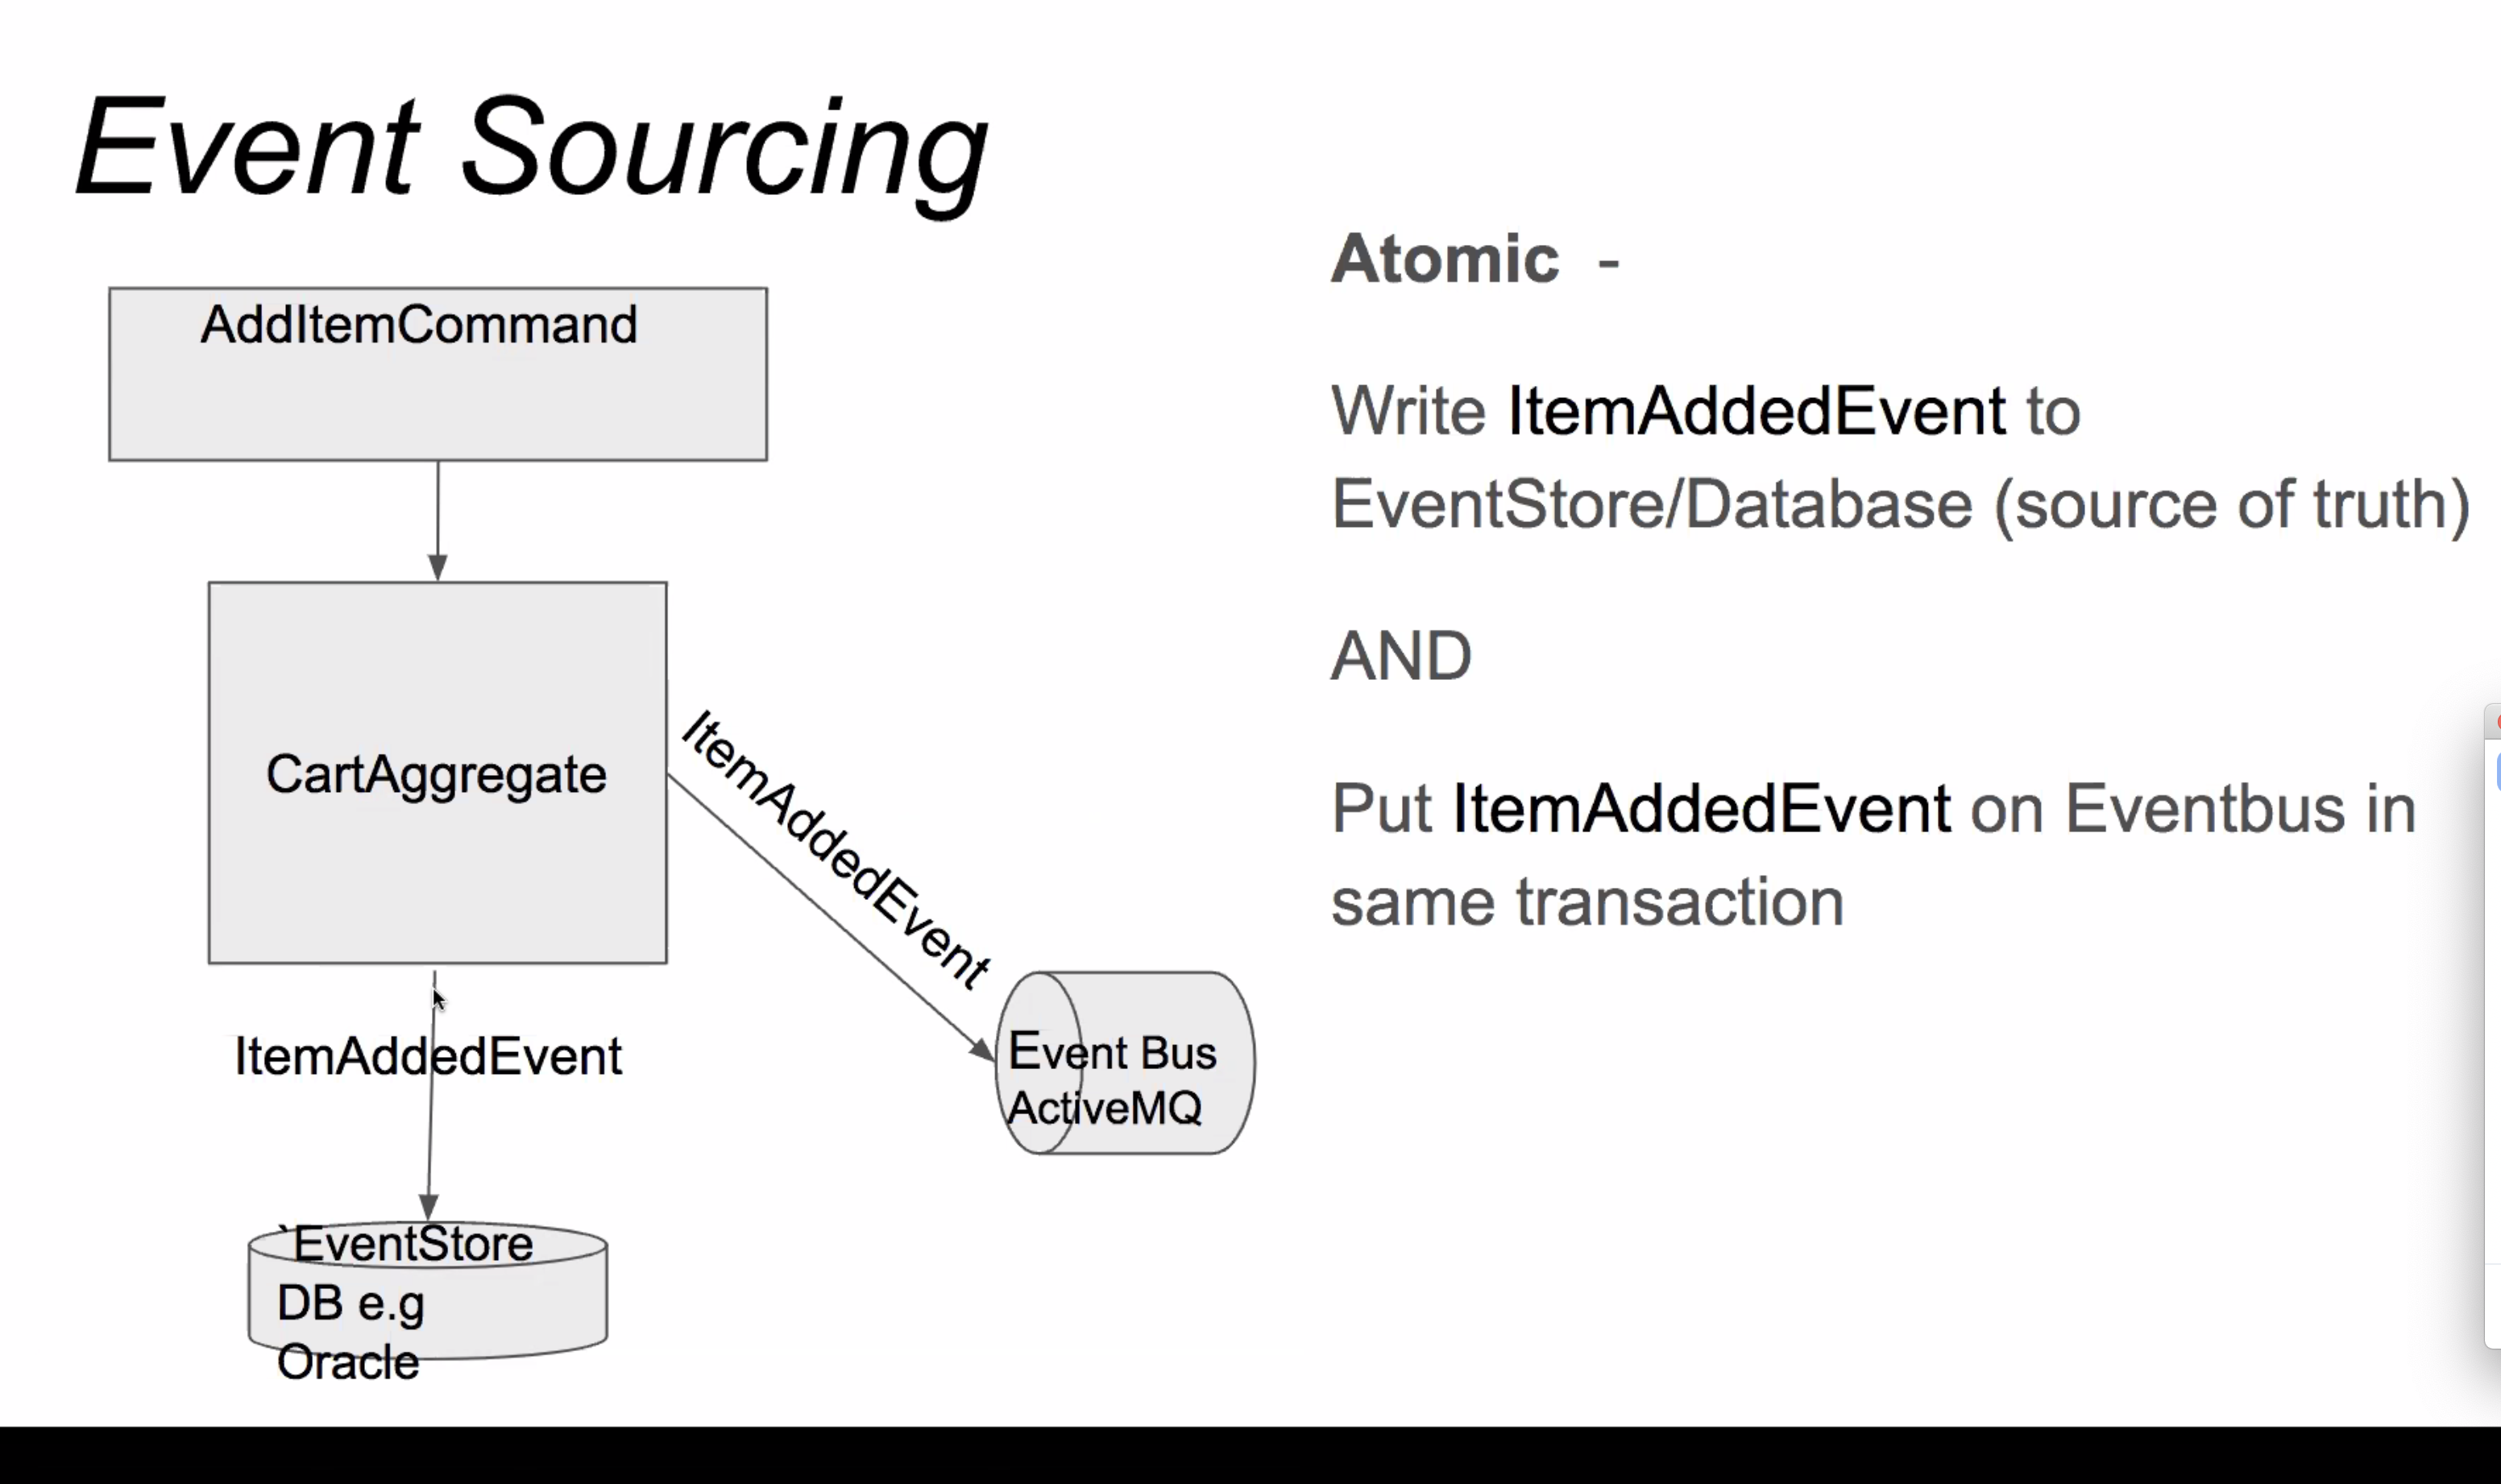 Event Sourcing
AddItemCommand
CartAggregate
ItemAddedEvent
ItemAddedEvent
Event Bus
ActiveMQ
`EventStore
DB e.g
Oracle
Atomic -
Write ItemAddedEvent to
EventStore/Database (source of truth)
AND
Put ItemAddedEvent on Eventbus in
same transaction